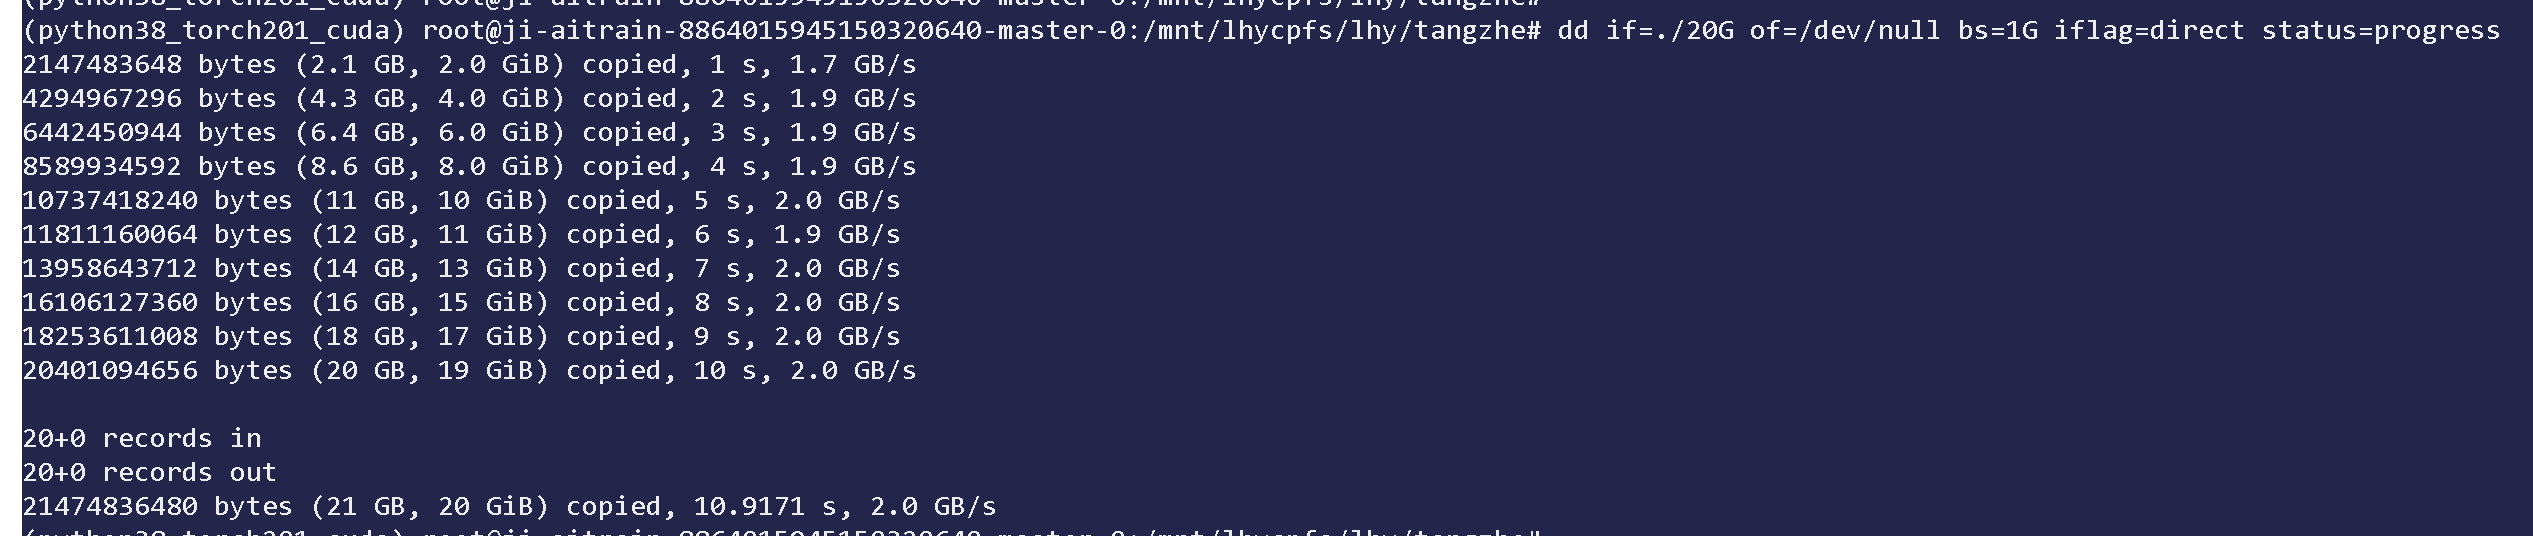 (python38_torch201_cuda) root@ji-aitrain-8864015945150320640-master-0:/mnt/lhycpfs/lhy/tangzhe#
(python38_torch201_cuda) root@ji-aitrain-8864015945150320640-master-0:/mnt/lhycpfs/lhy/tangzhe# dd if=./20G of=/dev/null bs=1G iflag=direct status=progress
2147483648 bytes (2.1 GB, 2.0 GiB) copied, 1 s, 1.7 GB/s
4294967296 bytes (4.3 GB, 4.0 GiB) copied, 2 s, 1.9 GB/s
6442450944 bytes (6.4 GB, 6.0 GiB) copied, 3 s, 1.9 GB/s
8589934592 bytes (8.6 GB, 8.0 GiB) copied, 4 s, 1.9 GB/s
10737418240 bytes (11 GB, 10 GiB) copied, 5 s, 2.0 GB/s
11811160064 bytes (12 GB, 11 GiB) copied, 6 s, 1.9 GB/s
13958643712 bytes (14 GB, 13 GiB) copied, 7 s, 2.0 GB/s
16106127360 bytes (16 GB, 15 GiB) copied, 8 s, 2.0 GB/s
18253611008 bytes (18 GB, 17 GiB) copied, 9 s, 2.0 GB/s
20401094656 bytes (20 GB, 19 GiB) copied, 10 s, 2.0 GB/s
20+0 records in
20+0 records out
21474836480 bytes (21 GB, 20 GiB) copied, 10.9171 s, 2.0 GB/s
(python38_torch201_cuda) root@ji-aitrain-8864015945150320640-master-0:/mnt/lhycpfs/lhy/tangzhe#